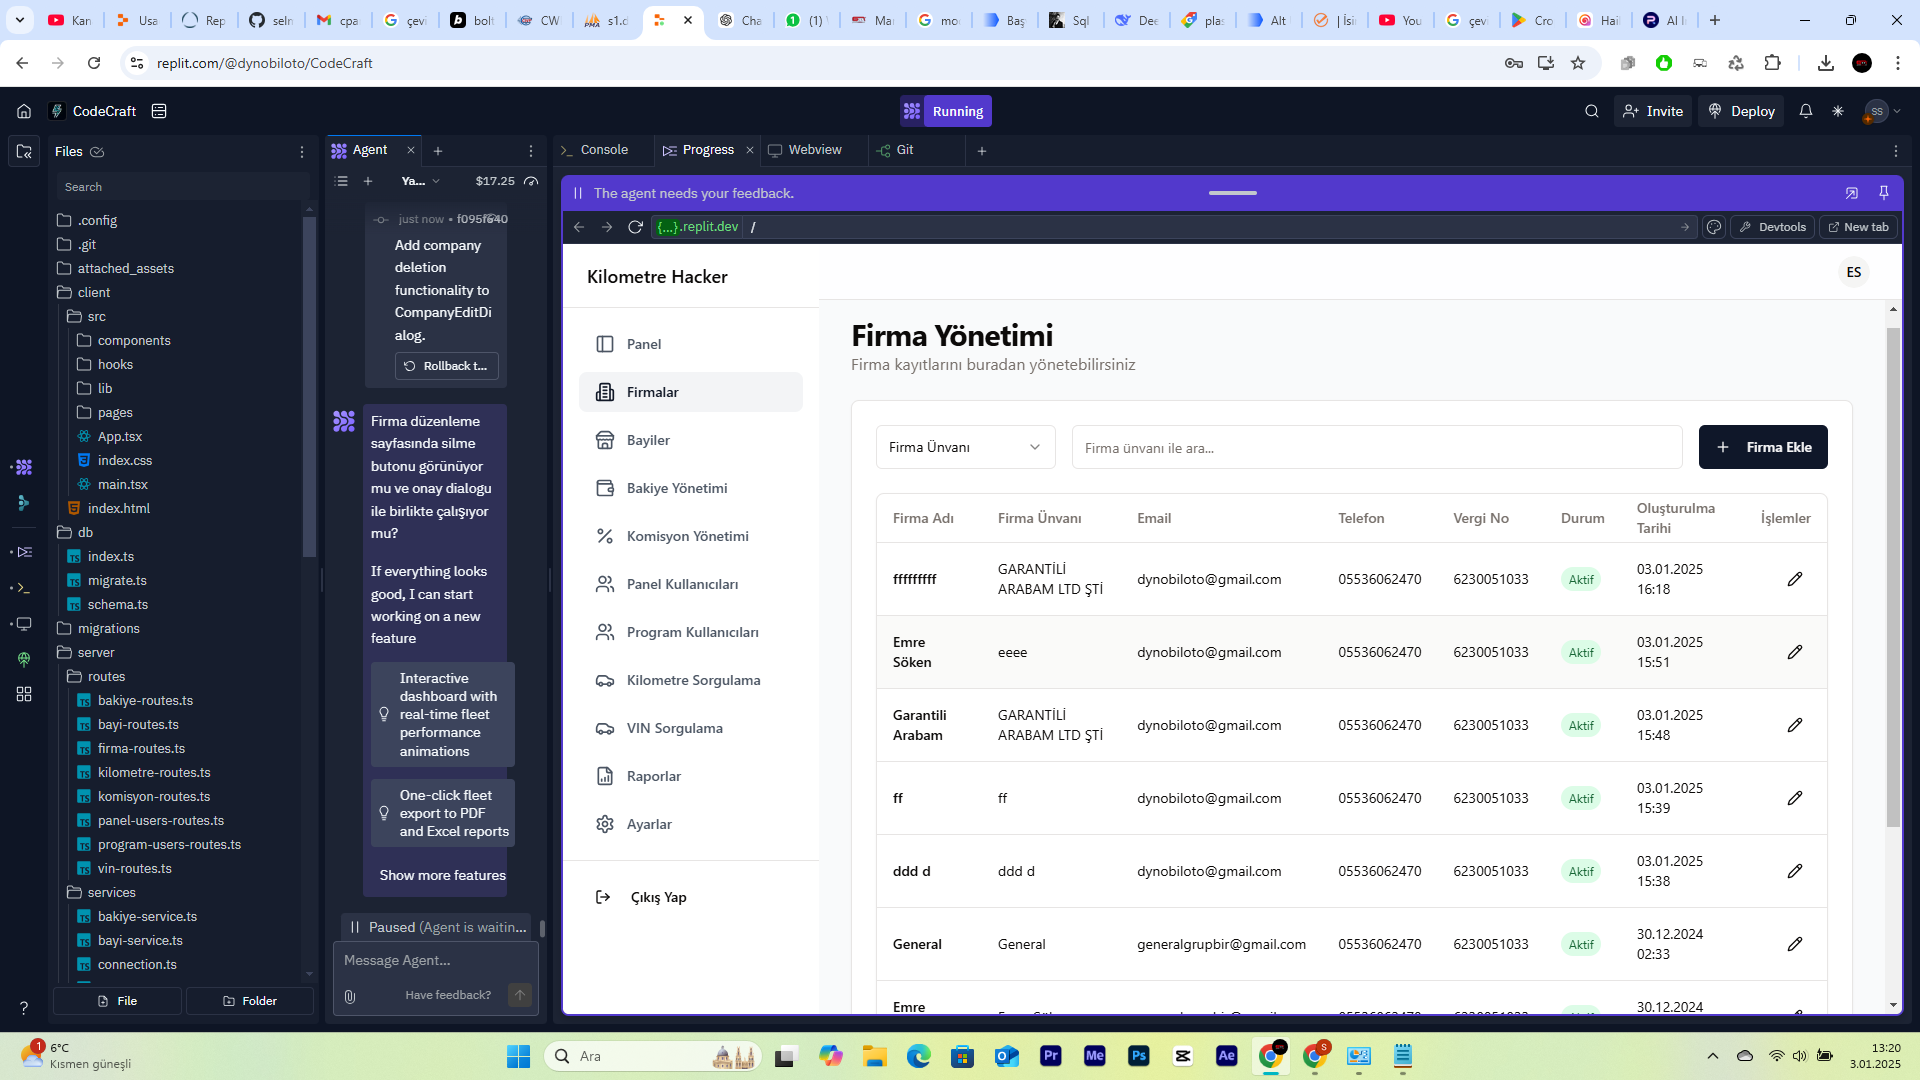 Kan
Usa
Rep
seln
cpa
çevi
bolt
CW
s1.d
Cha
(1)
Mar
mo
Baş
Sql
Dee
plas
Alt
| İsi
You
çev
Cro
Hail
AI I
replit.com/@dynobiloto/CodeCraft
CodeCraft
Running
Invite
Deploy
SS
Files
Search
.config
.git
attached_assets
client
src
components
hooks
lib
pages
App.tsx
index.css
main.tsx
index.html
db
index.ts
migrate.ts
schema.ts
migrations
server
routes
bakiye-routes.ts
bayi-routes.ts
firma-routes.ts
kilometre-routes.ts
komisyon-routes.ts
panel-users-routes.ts
program-users-routes.ts
vin-routes.ts
services
bakiye-service.ts
bayi-service.ts
connection.ts
File
Folder
Agent
Ya...
$17.25
just now • f095f640
Add company
deletion
functionality to
CompanyEditDi
alog.
Rollback t...
Firma düzenleme
sayfasında silme
butonu görünüyor
mu ve onay dialogu
ile birlikte çalışıyor
mu?
If everything looks
good, I can start
working on a new
feature
Interactive
dashboard with
real-time fleet
performance
animations
One-click fleet
export to PDF
and Excel reports
Show more features
Paused (Agent is waitin...
Message Agent...
Have feedback?
Console
Progress
Webview
Git
The agent needs your feedback.
{...}.replit.dev /
Devtools
New tab
Kilometre Hacker
Panel
Firmalar
Bayiler
Bakiye Yönetimi
Komisyon Yönetimi
Panel Kullanıcıları
Program Kullanıcıları
Kilometre Sorgulama
VIN Sorgulama
Raporlar
Ayarlar
Çıkış Yap
ES
Firma Yönetimi
Firma kayıtlarını buradan yönetebilirsiniz
Firma Ünvanı
Firma ünvanı ile ara...
Firma Ekle
Firma Adı Firma Ünvanı Email Telefon Vergi No Durum Oluşturulma Tarihi İşlemler
fffffffff GARANTİLİ ARABAM LTD ŞTİ dynobiloto@gmail.com 05536062470 6230051033 Aktif 03.01.2025 16:18
Emre Söken eeee dynobiloto@gmail.com 05536062470 6230051033 Aktif 03.01.2025 15:51
Garantili Arabam GARANTİLİ ARABAM LTD ŞTİ dynobiloto@gmail.com 05536062470 6230051033 Aktif 03.01.2025 15:48
ff ff dynobiloto@gmail.com 05536062470 6230051033 Aktif 03.01.2025 15:39
ddd d ddd d dynobiloto@gmail.com 05536062470 6230051033 Aktif 03.01.2025 15:38
General General generalgrupbir@gmail.com 05536062470 6230051033 Aktif 30.12.2024 02:33
Emre 30.12.2024
1
6°C
Kısmen güneşli
Ara
Pr
Me
Ps
Ae
S
13:20
3.01.2025